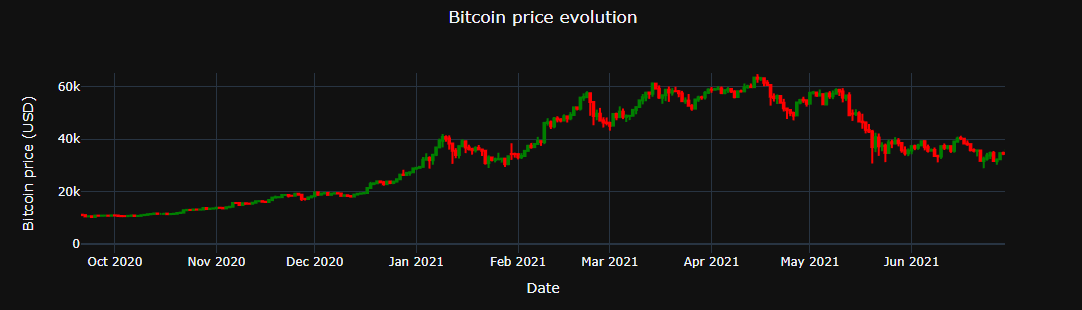 Bitcoin price evolution
60k
40k
20k
0
Bitcoin price (USD)
Oct 2020 Nov 2020 Dec 2020 Jan 2021 Feb 2021 Mar 2021 Apr 2021 May 2021 Jun 2021
Date